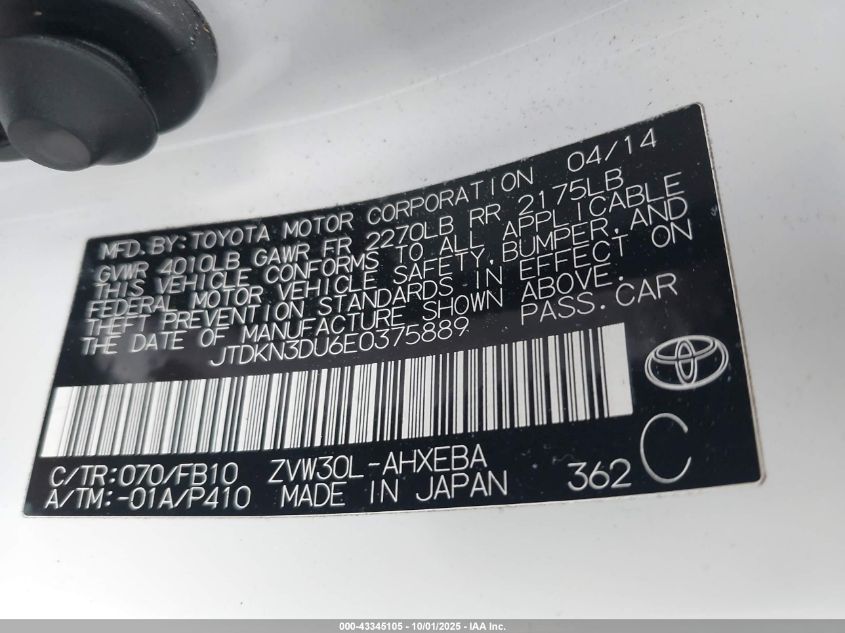 MFD. BY: TOYOTA MOTOR CORPORATION 04/14
GVWR 4010LB GAWR FR 2270LB RR 2175LB
THIS VEHICLE CONFORMS TO ALL APPLICABLE
FEDERAL MOTOR VEHICLE SAFETY, BUMPER, AND
THEFT PREVENTION STANDARDS IN EFFECT ON
THE DATE OF MANUFACTURE SHOWN ABOVE.
JTDKN3DU6E0375889 PASS. CAR
C/TR:070/FB10 ZVW30L-AHXEBA
A/TM:-01A/P410 MADE IN JAPAN 362 C
000-43345105 - 10/01/2025 - IAA Inc.